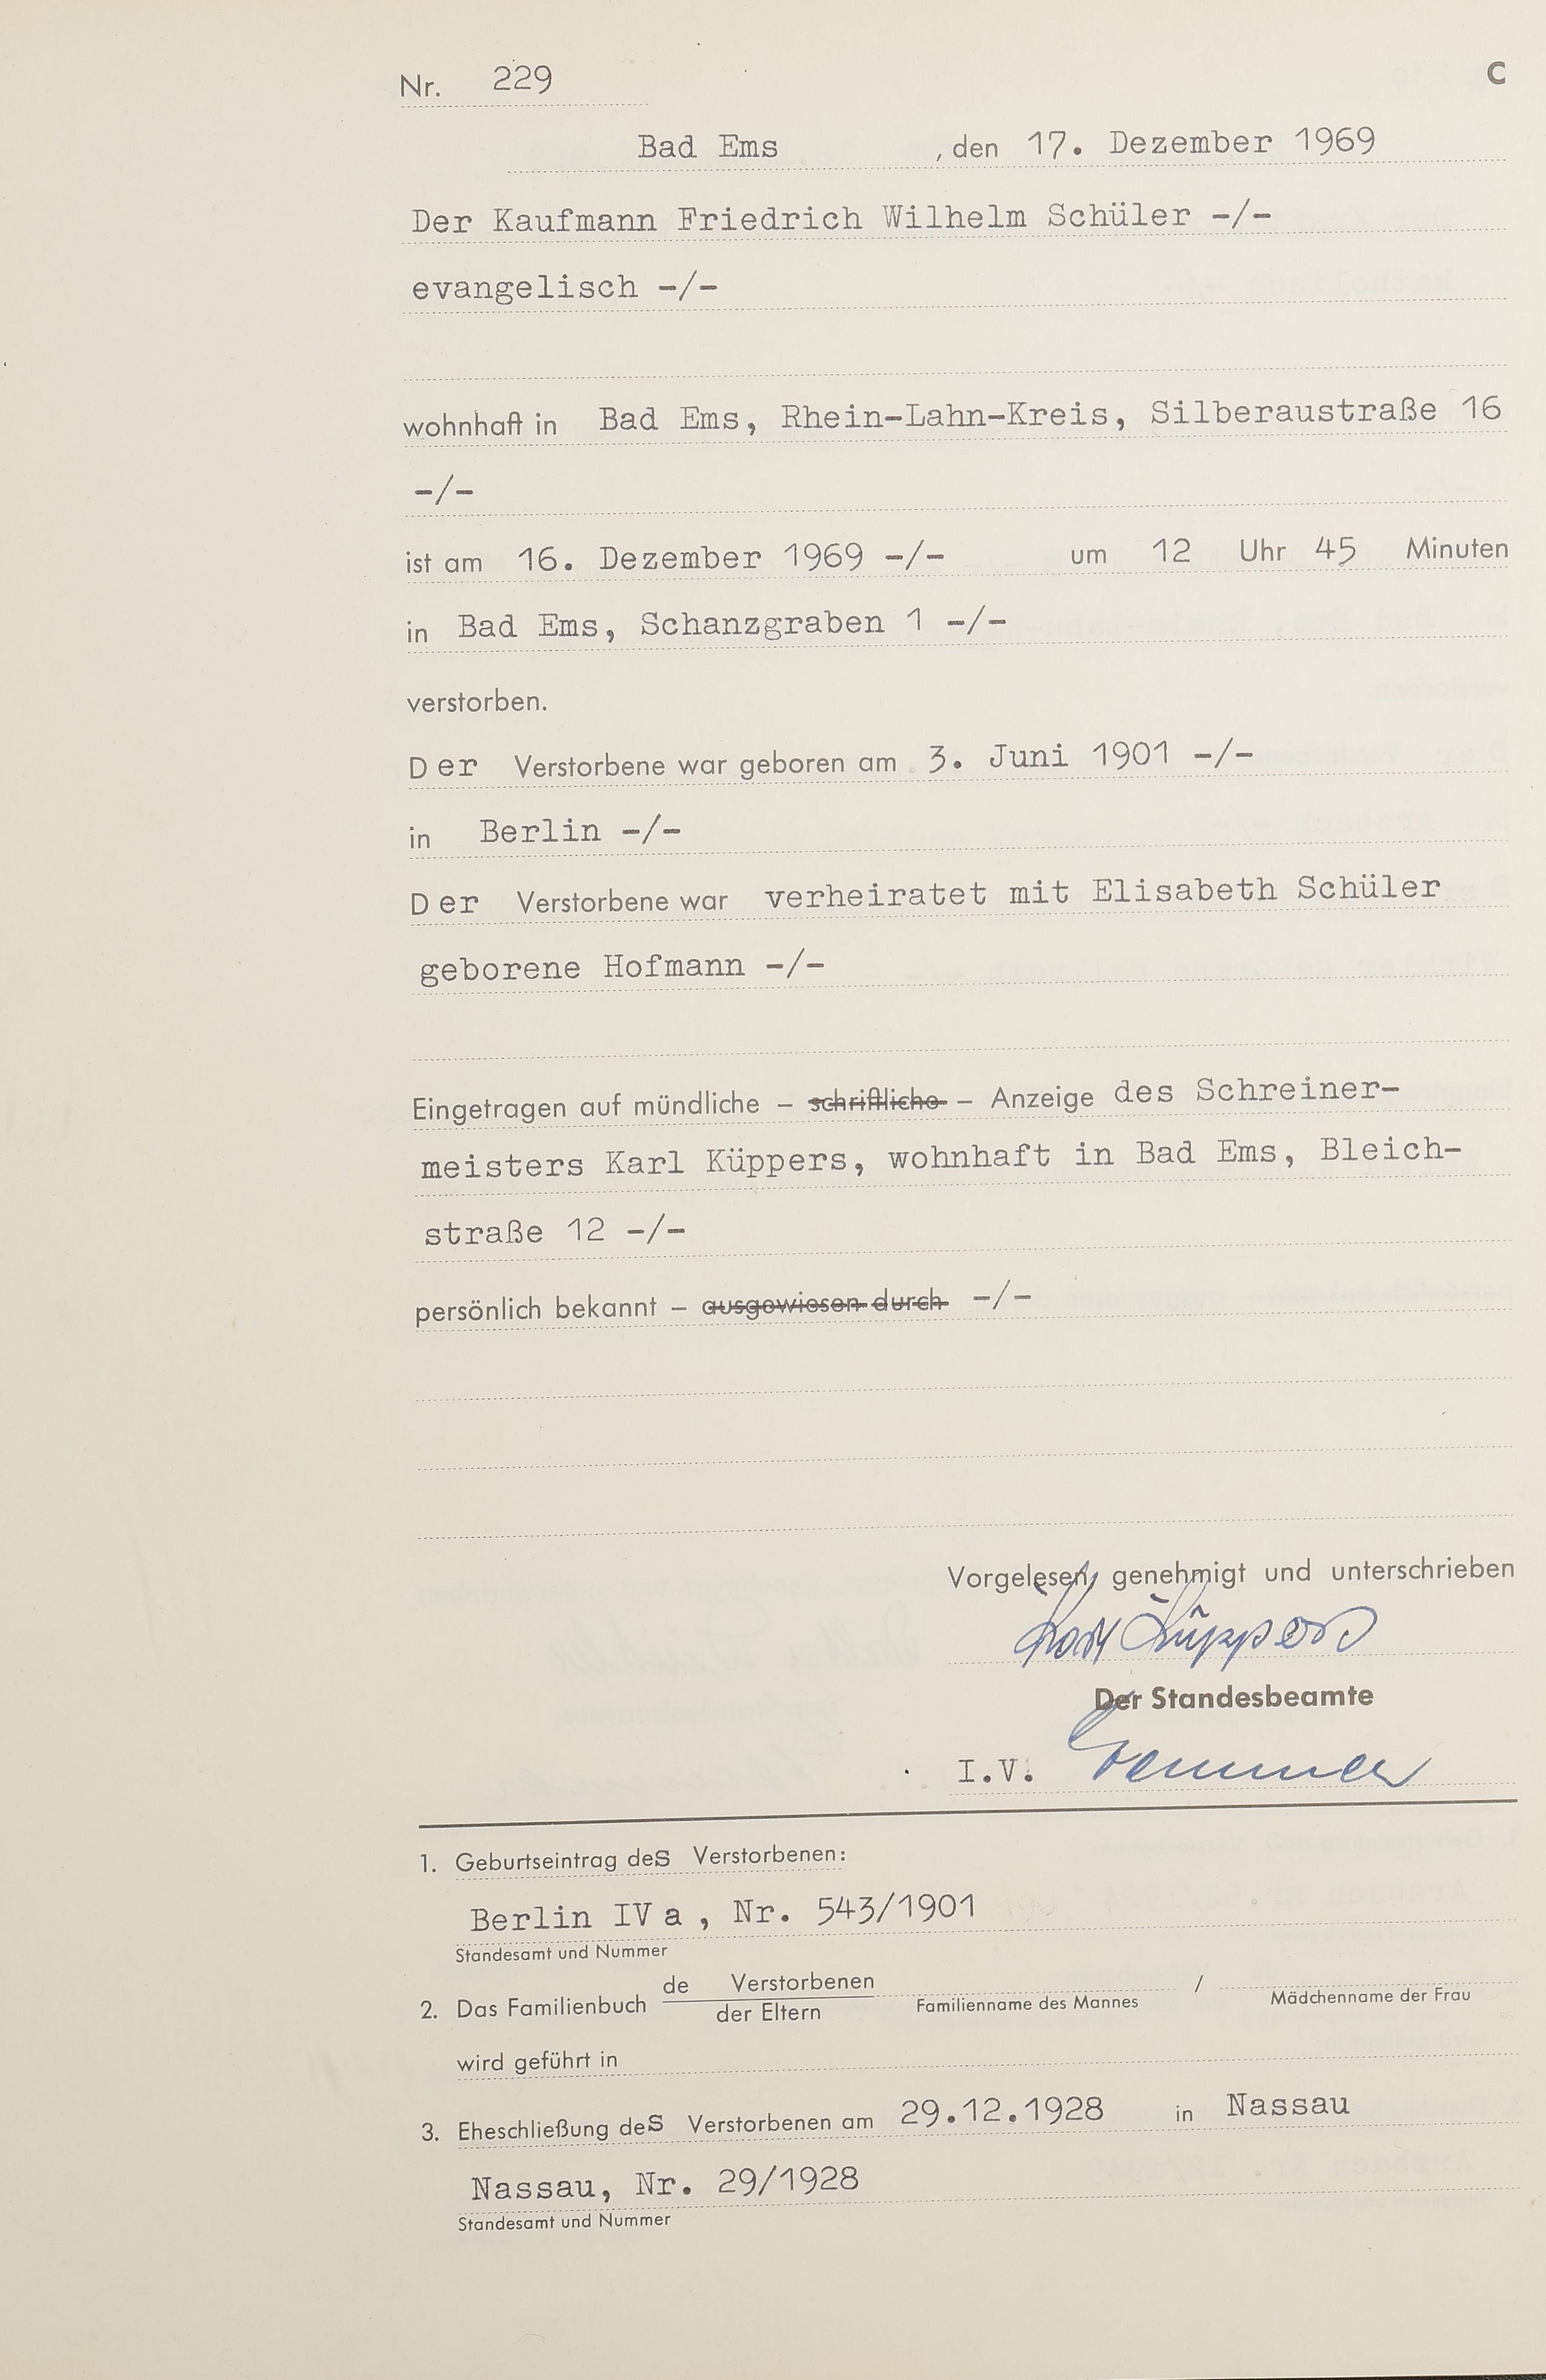 Nr. 229
C
Bad Ems , den 17. Dezember 1969
Der Kaufmann Friedrich Wilhelm Schüler -/-
evangelisch -/-
wohnhaft in Bad Ems, Rhein-Lahn-Kreis, Silberaustraße 16
-/-
ist am 16. Dezember 1969 -/- um 12 Uhr 45 Minuten
in Bad Ems, Schanzgraben 1 -/-
verstorben.
Der Verstorbene war geboren am 3. Juni 1901 -/-
in Berlin -/-
Der Verstorbene war verheiratet mit Elisabeth Schüler
geborene Hofmann -/-
Eingetragen auf mündliche – schriftliche – Anzeige des Schreiner-
meisters Karl Küppers, wohnhaft in Bad Ems, Bleich-
straße 12 -/-
persönlich bekannt – ausgewiesen durch -/-
Vorgelesen, genehmigt und unterschrieben
Karl Küppers
Der Standesbeamte
I.V.
1. Geburtseintrag des Verstorbenen:
Berlin IV a , Nr. 543/1901
Standesamt und Nummer
de Verstorbenen
2. Das Familienbuch der Eltern Familienname des Mannes / Mädchenname der Frau
wird geführt in
3. Eheschließung des Verstorbenen am 29.12.1928 in Nassau
Nassau, Nr. 29/1928
Standesamt und Nummer